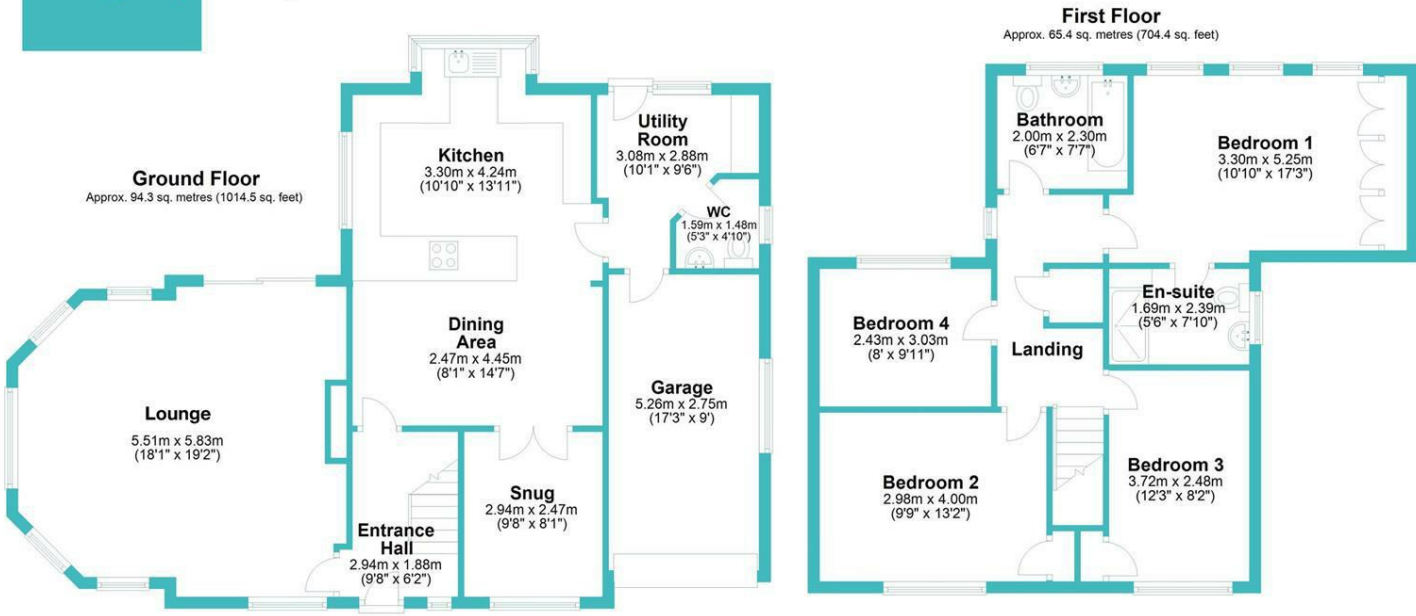 Ground Floor
Approx. 94.3 sq. metres (1014.5 sq. feet)
Kitchen
3.30m x 4.24m
(10'10" x 13'11")
Utility
Room
3.08m x 2.88m
(10'1" x 9'6")
WC
1.59m x 1.48m
(5'3" x 4'10")
Dining
Area
2.47m x 4.45m
(8'1" x 14'7")
Lounge
5.51m x 5.83m
(18'1" x 19'2")
Garage
5.26m x 2.75m
(17'3" x 9')
Snug
2.94m x 2.47m
(9'8" x 8'1")
Entrance
Hall
2.94m x 1.88m
(9'8" x 6'2")
First Floor
Approx. 65.4 sq. metres (704.4 sq. feet)
Bathroom
2.00m x 2.30m
(6'7" x 7'7")
Bedroom 1
3.30m x 5.25m
(10'10" x 17'3")
En-suite
1.69m x 2.39m
(5'6" x 7'10")
Bedroom 4
2.43m x 3.03m
(8' x 9'11")
Landing
Bedroom 2
2.98m x 4.00m
(9'9" x 13'2")
Bedroom 3
3.72m x 2.48m
(12'3" x 8'2")